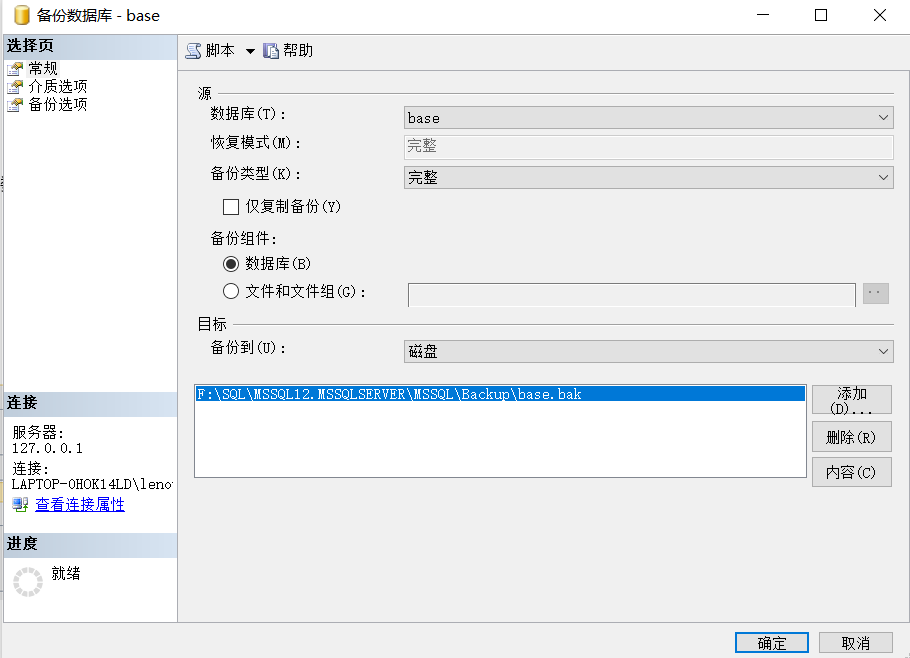 备份数据库 - base
选择页
常规
介质选项
备份选项
脚本 帮助
源
数据库(T):
base
恢复模式(M):
完整
备份类型(K):
完整
仅复制备份(Y)
备份组件:
数据库(B)
文件和文件组(G):
..
目标
备份到(U):
磁盘
F:\SQL\MSSQL12.MSSQLSERVER\MSSQL\Backup\base.bak
添加
(D)...
删除(R)
内容(C)
连接
服务器:
127.0.0.1
连接:
LAPTOP-0HOK14LD\leno
查看连接属性
进度
就绪
确定
取消